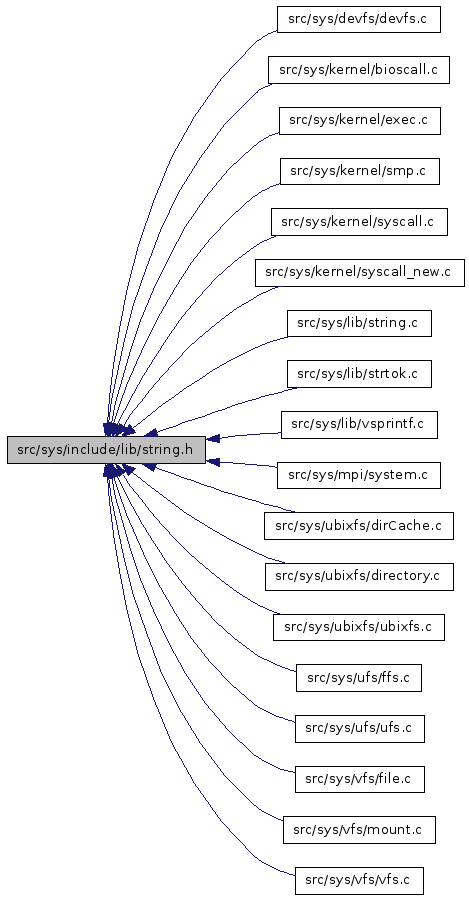 src/sys/devfs/devfs.c
src/sys/kernel/bioscall.c
src/sys/kernel/exec.c
src/sys/kernel/smp.c
src/sys/kernel/syscall.c
src/sys/kernel/syscall_new.c
src/sys/lib/string.c
src/sys/lib/strtok.c
src/sys/lib/vsprintf.c
src/sys/include/lib/string.h
src/sys/mpi/system.c
src/sys/ubixfs/dirCache.c
src/sys/ubixfs/directory.c
src/sys/ubixfs/ubixfs.c
src/sys/ufs/ffs.c
src/sys/ufs/ufs.c
src/sys/vfs/file.c
src/sys/vfs/mount.c
src/sys/vfs/vfs.c